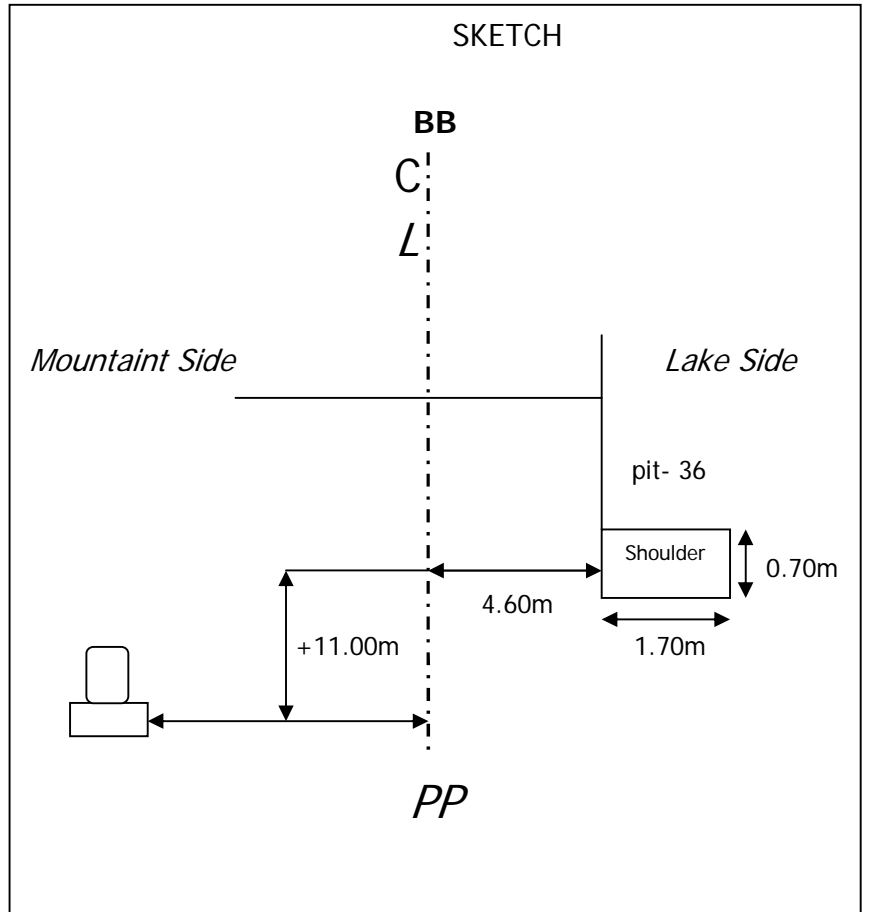 SKETCH
BB
C
L
Mountaint Side
Lake Side
pit- 36
Shoulder
0.70m
4.60m
1.70m
+11.00m
PP